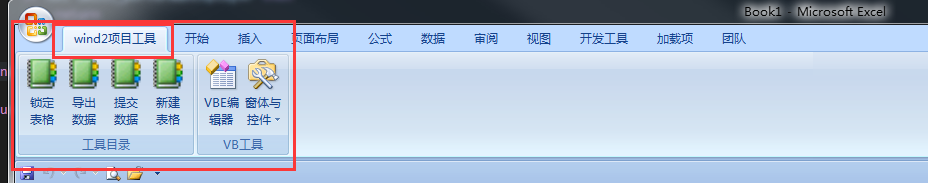 Book1 - Microsoft Excel
wind2项目工具 开始 插入 页面布局 公式 数据 审阅 视图 开发工具 加载项 团队
锁定 导出 提交 新建 VBE编 窗体与
表格 数据 数据 表格 辑器 控件
工具目录 VB工具
n
u